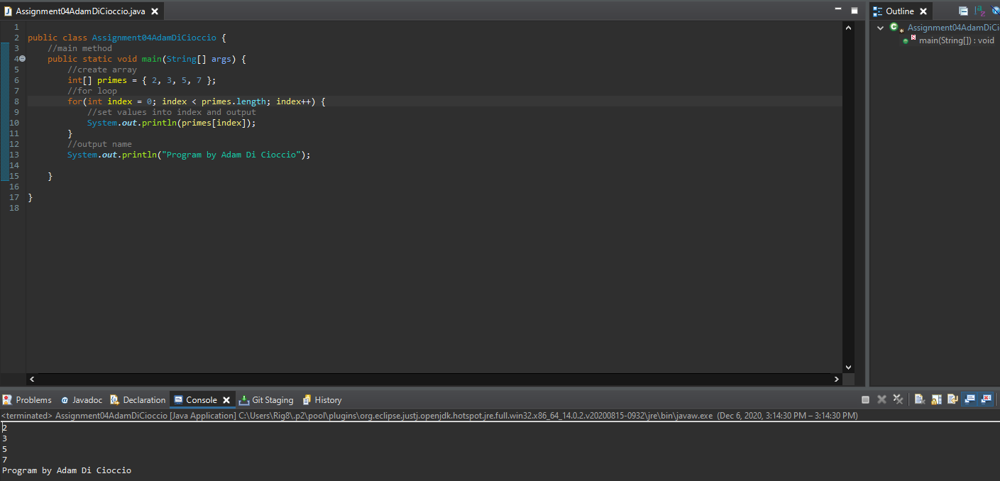 Assignment04AdamDiCioccio.java
1
2 public class Assignment04AdamDiCioccio {
3 //main method
4 public static void main(String[] args) {
5 //create array
6 int[] primes = { 2, 3, 5, 7 };
7 //for loop
8 for(int index = 0; index < primes.length; index++) {
9 //set values into index and output
10 System.out.println(primes[index]);
11 }
12 //output name
13 System.out.println("Program by Adam Di Cioccio");
14
15 }
16
17 }
18
Outline
Assignment04AdamDiCi
main(String[]) : void
Problems Javadoc Declaration Console Git Staging History
<terminated> Assignment04AdamDiCioccio [Java Application] C:\Users\Rig8\.p2\pool\plugins\org.eclipse.justj.openjdk.hotspot.jre.full.win32.x86_64_14.0.2.v20200815-0932\jre\bin\javaw.exe (Dec 6, 2020, 3:14:30 PM – 3:14:30 PM)
2
3
5
7
Program by Adam Di Cioccio